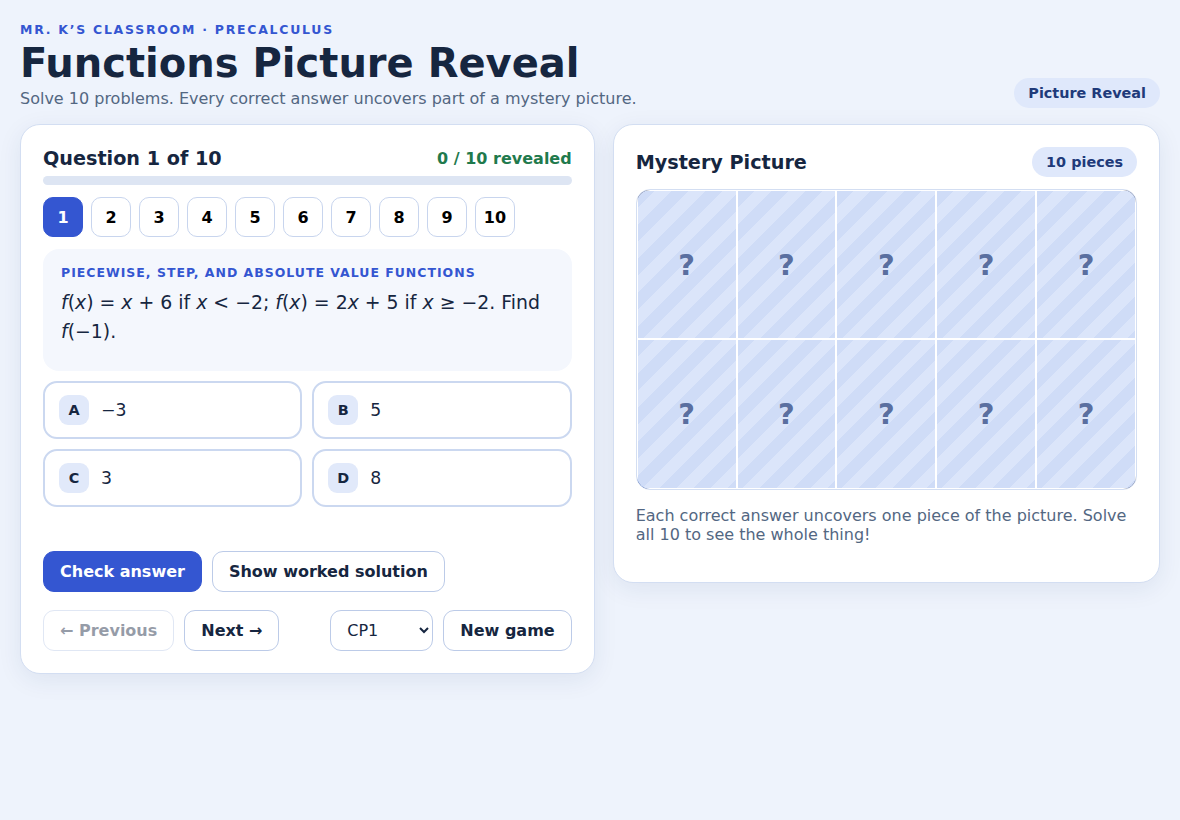 MR. K’S CLASSROOM · PRECALCULUS
Functions Picture Reveal
Solve 10 problems. Every correct answer uncovers part of a mystery picture.
Picture Reveal
Question 1 of 10
0 / 10 revealed
1 2 3 4 5 6 7 8 9 10
PIECEWISE, STEP, AND ABSOLUTE VALUE FUNCTIONS
f(x) = x + 6 if x < −2; f(x) = 2x + 5 if x ≥ −2. Find
f(−1).
A −3
B 5
C 3
D 8
Check answer
Show worked solution
← Previous
Next →
CP1
New game
Mystery Picture
10 pieces
? ? ? ? ?
? ? ? ? ?
Each correct answer uncovers one piece of the picture. Solve
all 10 to see the whole thing!